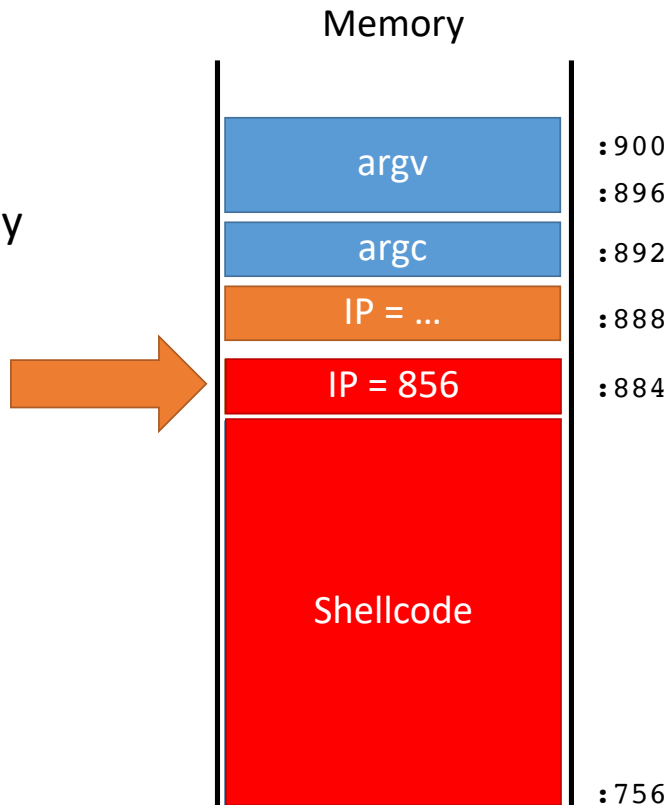 Memory
argv
:900
:896
y
argc
:892
IP = …
:888
IP = 856
:884
Shellcode
:756